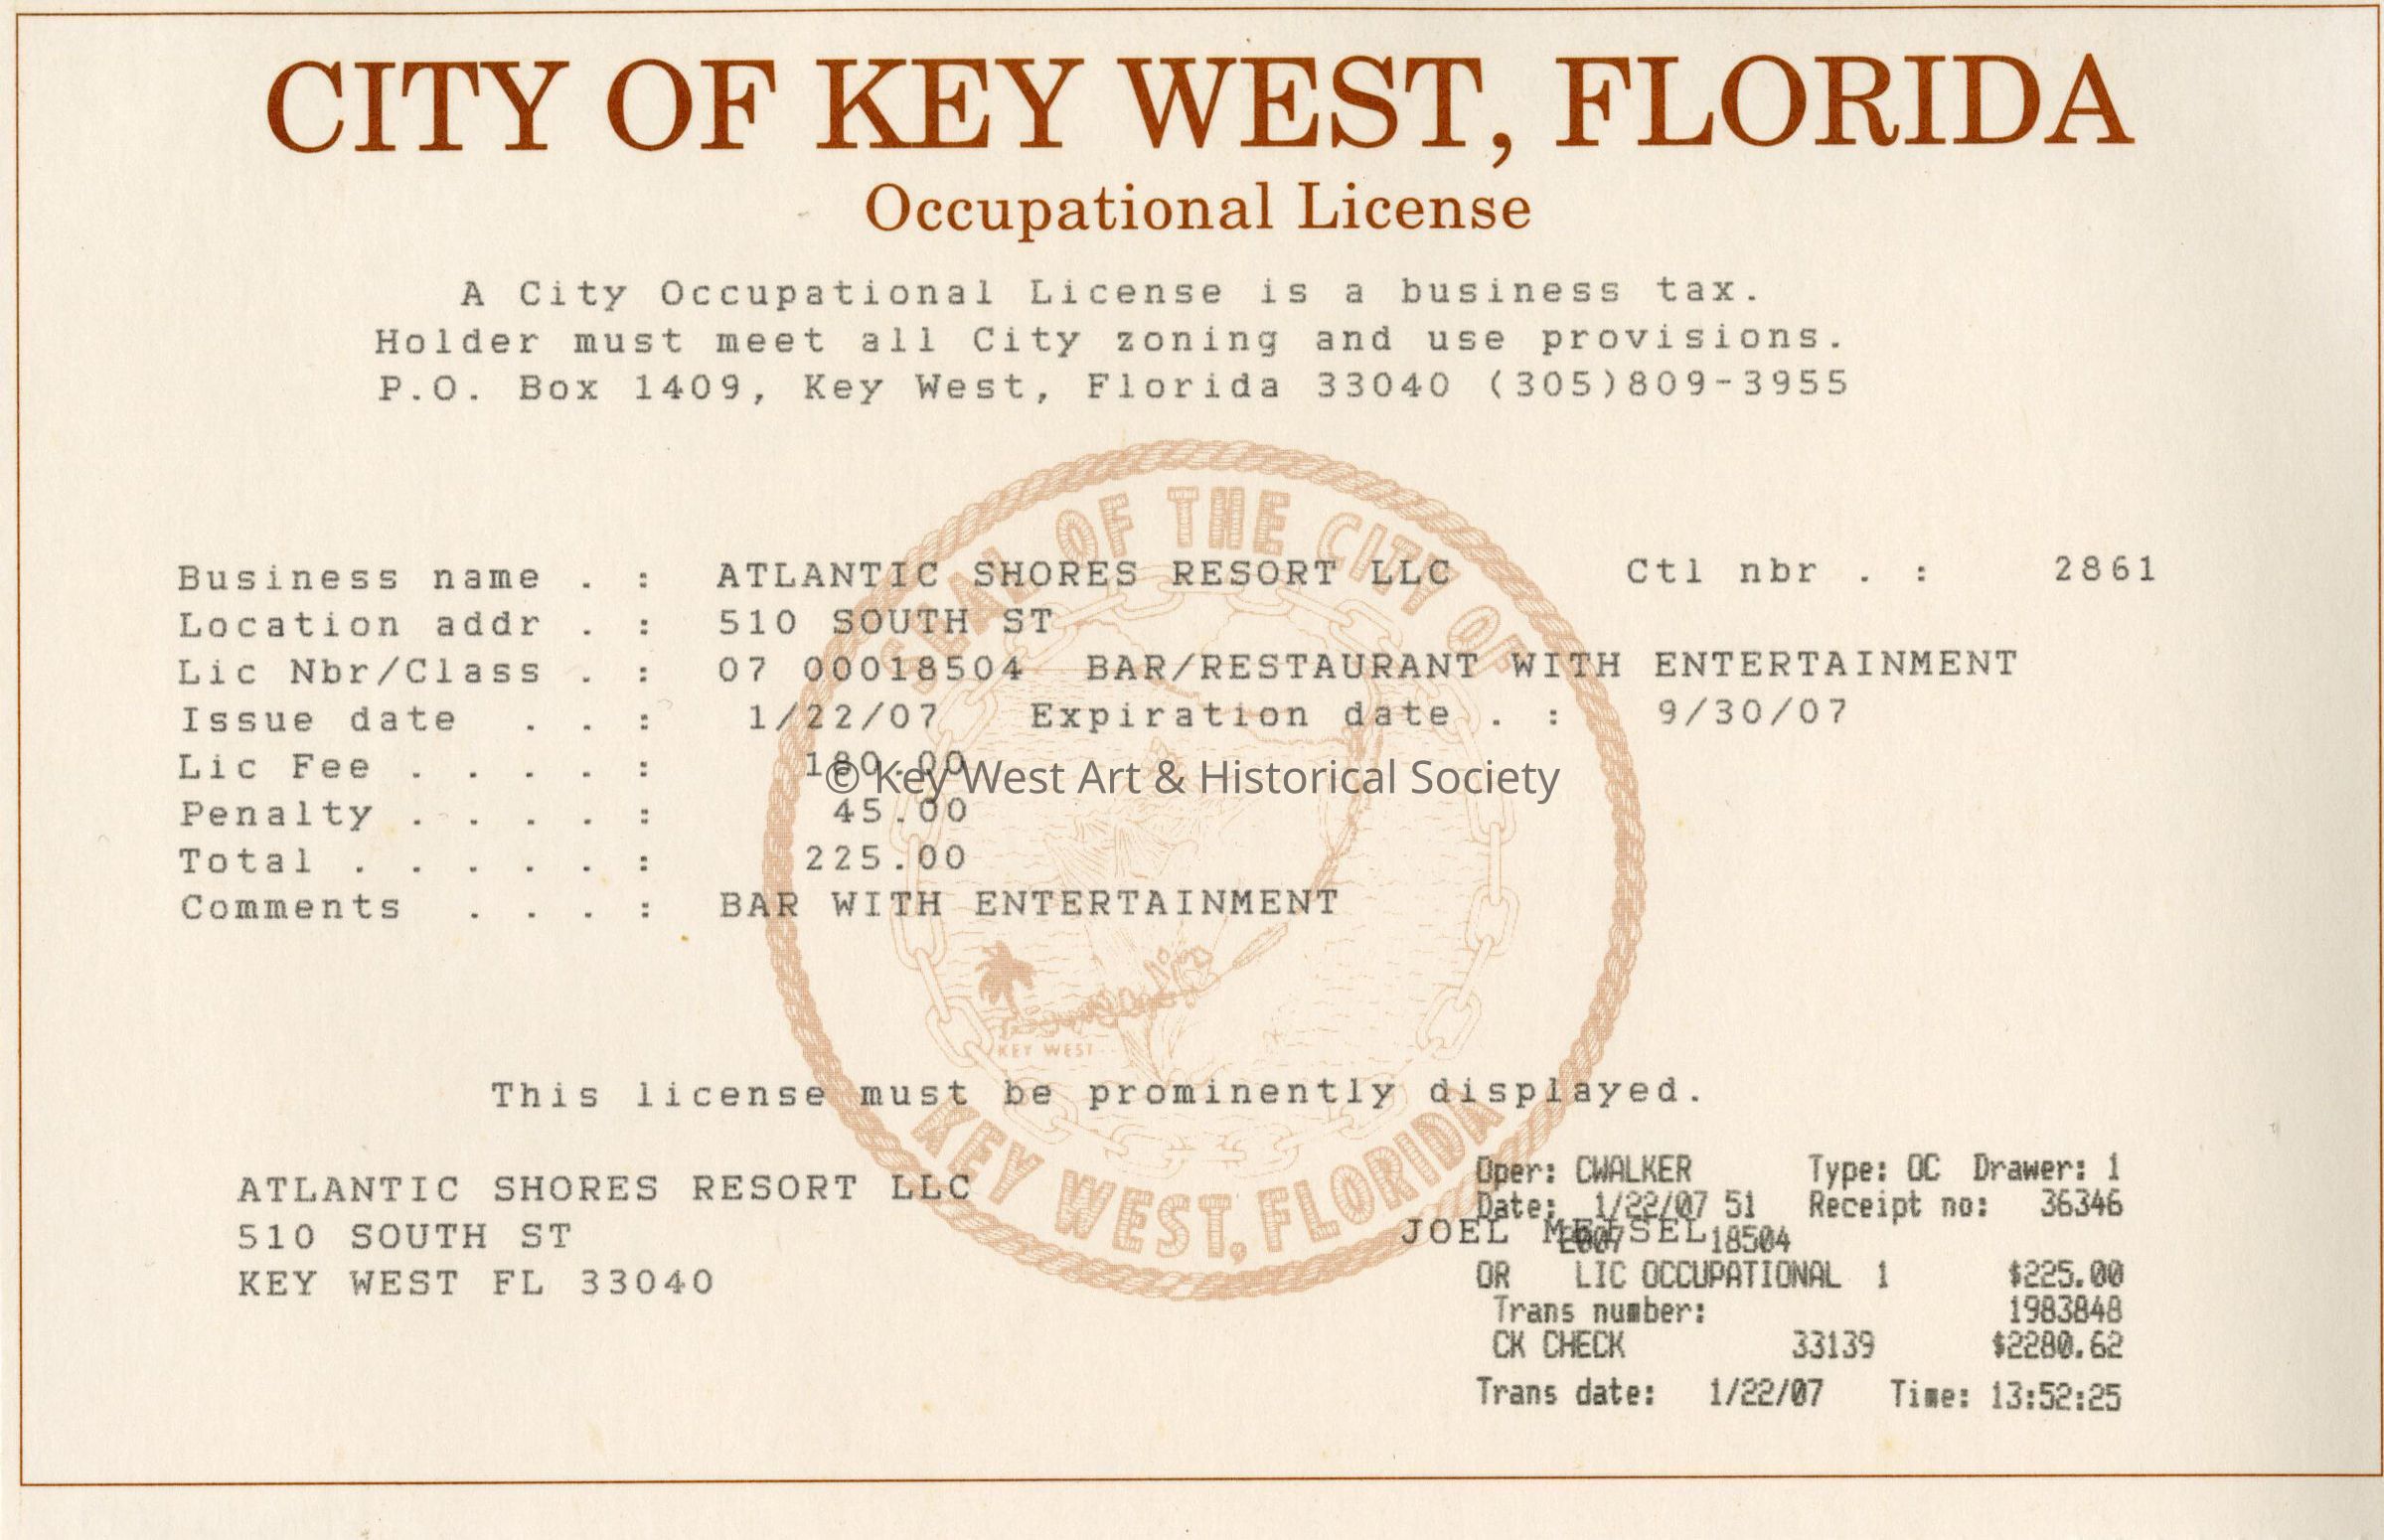 CITY OF KEY WEST, FLORIDA
Occupational License
A City Occupational License is a business tax.
Holder must meet all City zoning and use provisions.
P.O. Box 1409, Key West, Florida 33040 (305)809-3955
SEAL OF THE CITY OF
Business name . : ATLANTIC SHORES RESORT LLC Ctl nbr . : 2861
Location addr . : 510 SOUTH ST
Lic Nbr/Class . : 07 00018504 BAR/RESTAURANT WITH ENTERTAINMENT
Issue date . . : 1/22/07 Expiration date . : 9/30/07
Lic Fee . . . . : 180.00
© Key West Art & Historical Society
Penalty . . . . : 45.00
Total . . . . . : 225.00
Comments . . . : BAR WITH ENTERTAINMENT
KEY WEST
This license must be prominently displayed.
KEY WEST, FLORIDA
ATLANTIC SHORES RESORT LLC
510 SOUTH ST
KEY WEST FL 33040
Oper: CWALKER Type: OC Drawer: 1
Date: 1/22/07 51 Receipt no: 36346
JOEL
2007 18504
OR LIC OCCUPATIONAL 1 $225.00
Trans number: 1983848
CK CHECK 33139 $2280.62
Trans date: 1/22/07 Time: 13:52:25